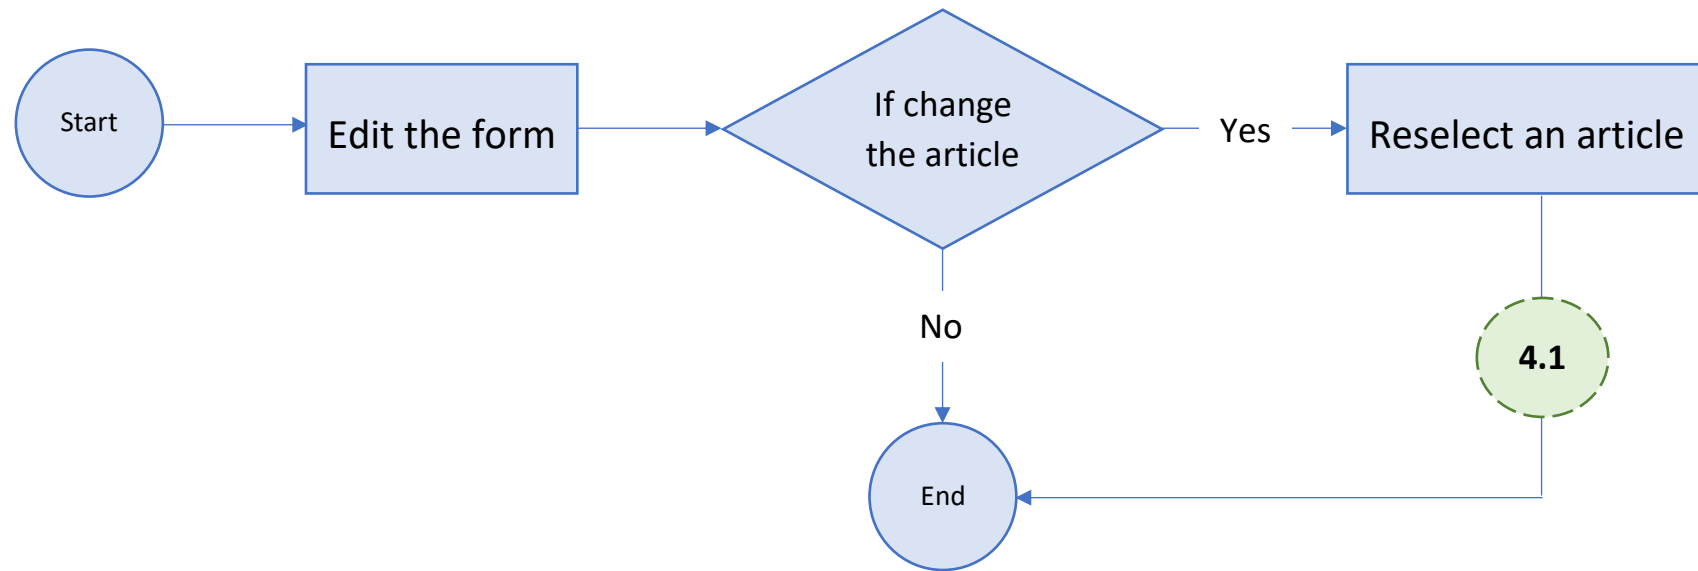 Start
Edit the form
If change
the article
Yes
Reselect an article
No
4.1
End